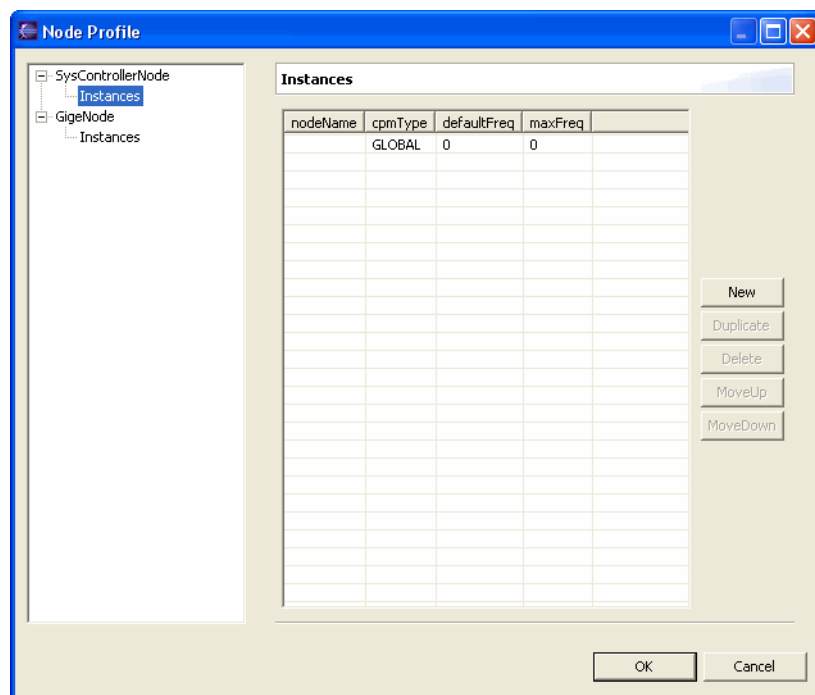 Node Profile
SysControllerNode
Instances
GigeNode
Instances
Instances
nodeName cpmType defaultFreq maxFreq
GLOBAL 0 0
New
Duplicate
Delete
MoveUp
MoveDown
OK Cancel